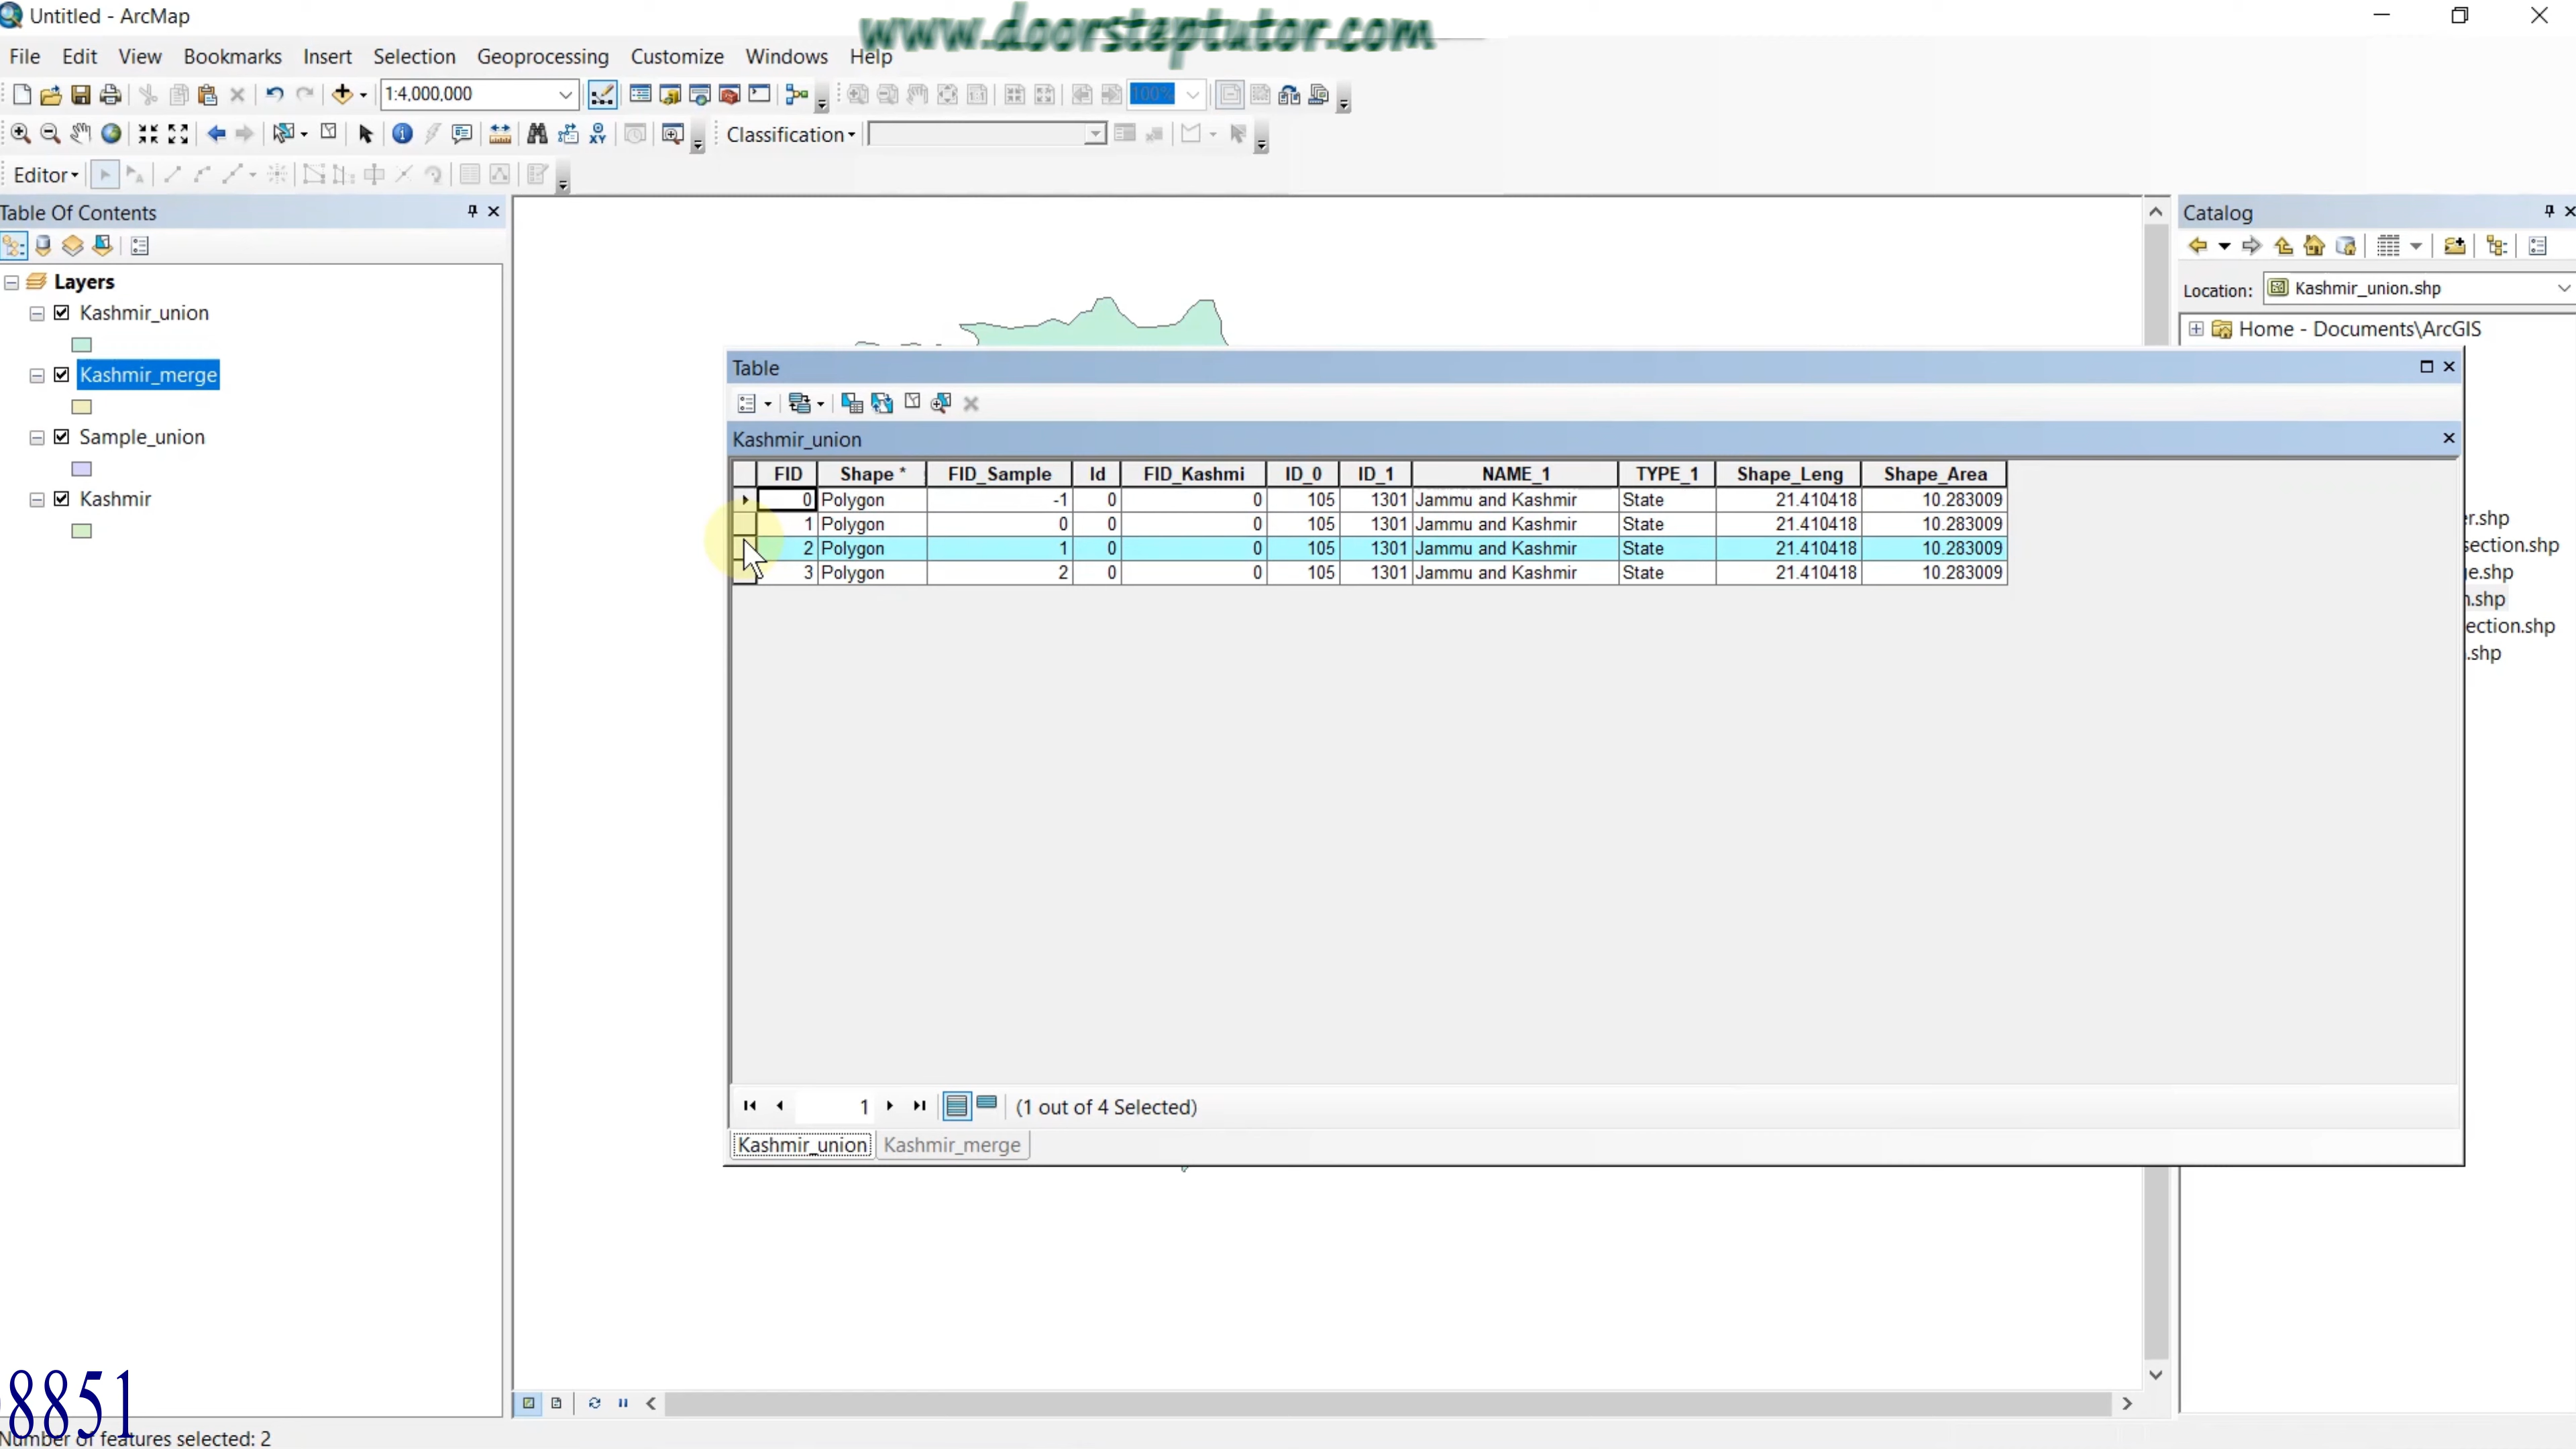 Untitled - ArcMap
www.doorsteptutor.com
File Edit View Bookmarks Insert Selection Geoprocessing Customize Windows Help
1:4,000,000
100%
Classification
Editor
Table Of Contents
Layers
Kashmir_union
Kashmir_merge
Sample_union
Kashmir
Catalog
Location: Kashmir_union.shp
Home - Documents\ArcGIS
r.shp
section.shp
e.shp
n.shp
ection.shp
.shp
Table
Kashmir_union
FID Shape * FID_Sample Id FID_Kashmi ID_0 ID_1 NAME_1 TYPE_1 Shape_Leng Shape_Area
0 Polygon -1 0 0 105 1301 Jammu and Kashmir State 21.410418 10.283009
1 Polygon 0 0 0 105 1301 Jammu and Kashmir State 21.410418 10.283009
2 Polygon 1 0 0 105 1301 Jammu and Kashmir State 21.410418 10.283009
3 Polygon 2 0 0 105 1301 Jammu and Kashmir State 21.410418 10.283009
1 (1 out of 4 Selected)
Kashmir_union Kashmir_merge
8851
Number of features selected: 2